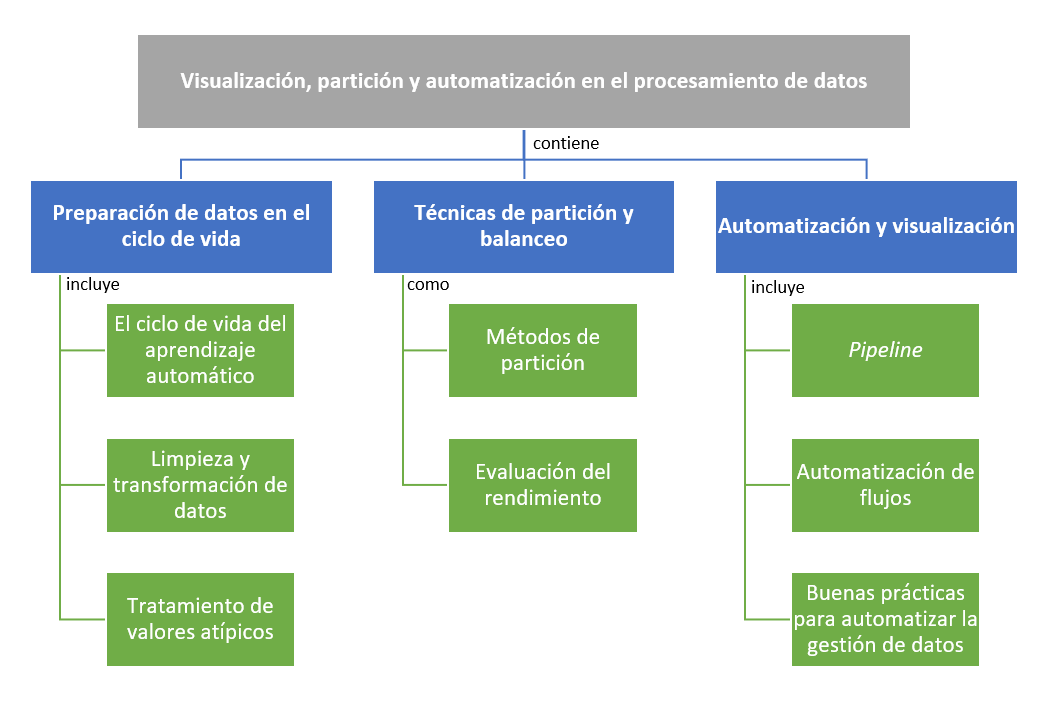 Visualización, partición y automatización en el procesamiento de datos
contiene
Preparación de datos en el
ciclo de vida
incluye
El ciclo de vida del
aprendizaje
automático
Limpieza y
transformación de
datos
Tratamiento de
valores atípicos
Técnicas de partición y
balanceo
como
Métodos de
partición
Evaluación del
rendimiento
Automatización y visualización
incluye
Pipeline
Automatización de
flujos
Buenas prácticas
para automatizar la
gestión de datos